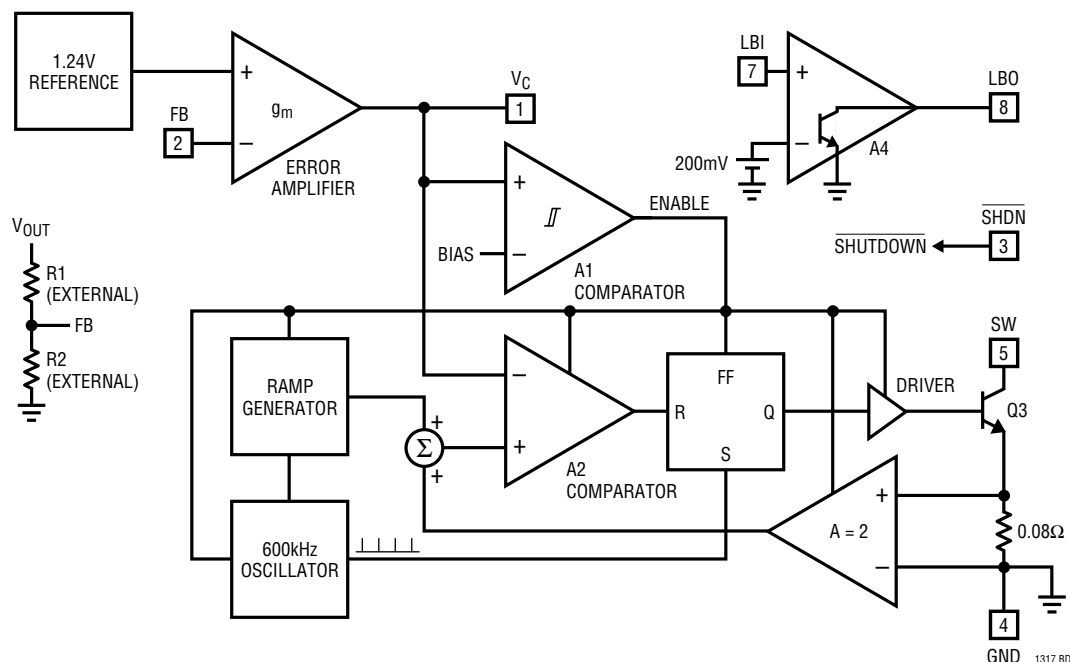 1.24V
REFERENCE
FB
2
+
gm
−
ERROR
AMPLIFIER
VC
1
LBI
7
+
−
200mV
A4
LBO
8
SHDN
3
SHUTDOWN
+
BIAS
−
ENABLE
A1
COMPARATOR
VOUT
R1
(EXTERNAL)
FB
R2
(EXTERNAL)
RAMP
GENERATOR
+
Σ
+
−
+
A2
COMPARATOR
FF
R
Q
S
DRIVER
SW
5
Q3
600kHz
OSCILLATOR
A = 2
+
−
0.08Ω
4
GND
1317 BD